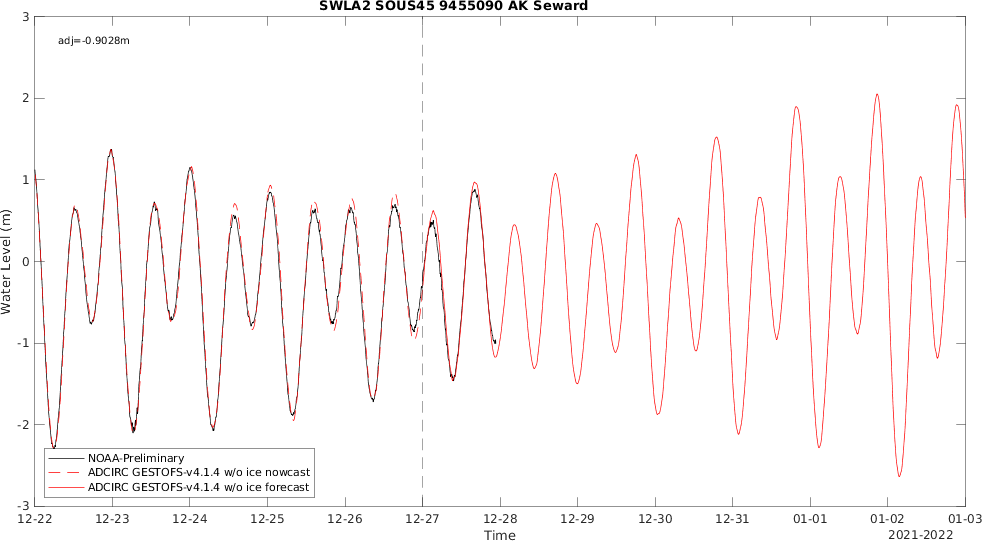 SWLA2 SOUS45 9455090 AK Seward
adj=-0.9028m
3
2
1
0
-1
-2
-3
Water Level (m)
NOAA-Preliminary
ADCIRC GESTOFS-v4.1.4 w/o ice nowcast
ADCIRC GESTOFS-v4.1.4 w/o ice forecast
12-22 12-23 12-24 12-25 12-26 12-27 12-28 12-29 12-30 12-31 01-01 01-02 01-03
Time
2021-2022